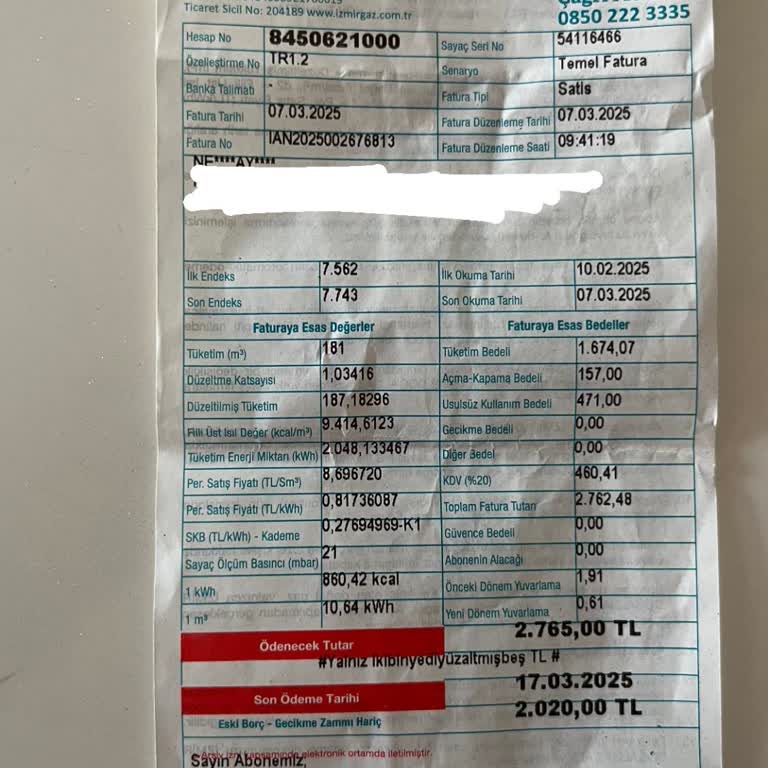 Ticaret Sicil No: 204189 www.izmirgaz.com.tr
0850 222 3335
Hesap No 8450621000 Sayaç Seri No 54116466
Özelleştirme No TR1.2 Senaryo Temel Fatura
Banka Talimatı - Fatura Tipi Satis
Fatura Tarihi 07.03.2025 Fatura Düzenleme Tarihi 07.03.2025
Fatura No IAN2025002676813 Fatura Düzenleme Saati 09:41:19
NE****AY****
İlk Endeks 7.562 İlk Okuma Tarihi 10.02.2025
Son Endeks 7.743 Son Okuma Tarihi 07.03.2025
Faturaya Esas Değerler Faturaya Esas Bedeller
Tüketim (m³) 181 Tüketim Bedeli 1.674,07
Düzeltme Katsayısı 1,03416 Açma-Kapama Bedeli 157,00
Düzeltilmiş Tüketim 187,18296 Usulsüz Kullanım Bedeli 471,00
Fiili Üst Isıl Değer (kcal/m³) 9.414,6123 Gecikme Bedeli 0,00
Tüketim Enerji Miktarı (kWh) 2.048,133467 Diğer Bedel 0,00
Per. Satış Fiyatı (TL/Sm³) 8,696720 KDV (%20) 460,41
Per. Satış Fiyatı (TL/kWh) 0,81736087 Toplam Fatura Tutarı 2.762,48
SKB (TL/kWh) - Kademe 0,27694969-K1 Güvence Bedeli 0,00
Sayaç Ölçüm Basıncı (mbar) 21 Abonenin Alacağı 0,00
1 kWh 860,42 kcal Önceki Dönem Yuvarlama 1,91
1 m³ 10,64 kWh Yeni Dönem Yuvarlama 0,61
Ödenecek Tutar 2.765,00 TL
#Yalnız ikibinyediyüzaltmışbeş TL #
Son Ödeme Tarihi 17.03.2025
Eski Borç - Gecikme Zammı Hariç 2.020,00 TL
Arşiv izni kapsamında elektronik ortamda iletilmiştir.
Sayın Abonemiz,